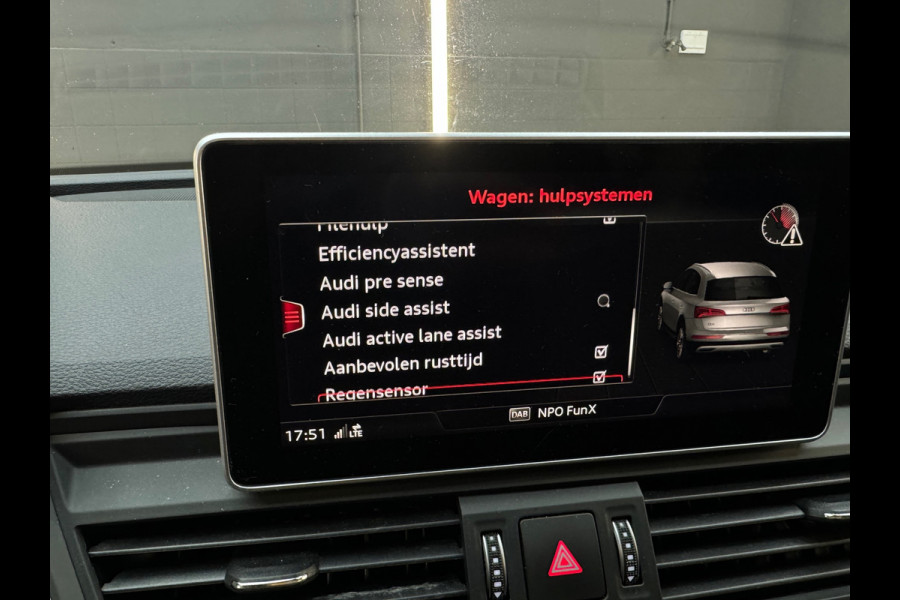 Wagen: hulpsystemen
Filehulp
Efficiencyassistent
Audi pre sense
Audi side assist
Audi active lane assist
Aanbevolen rusttijd
Regensensor
DAB NPO FunX
17:51 LTE